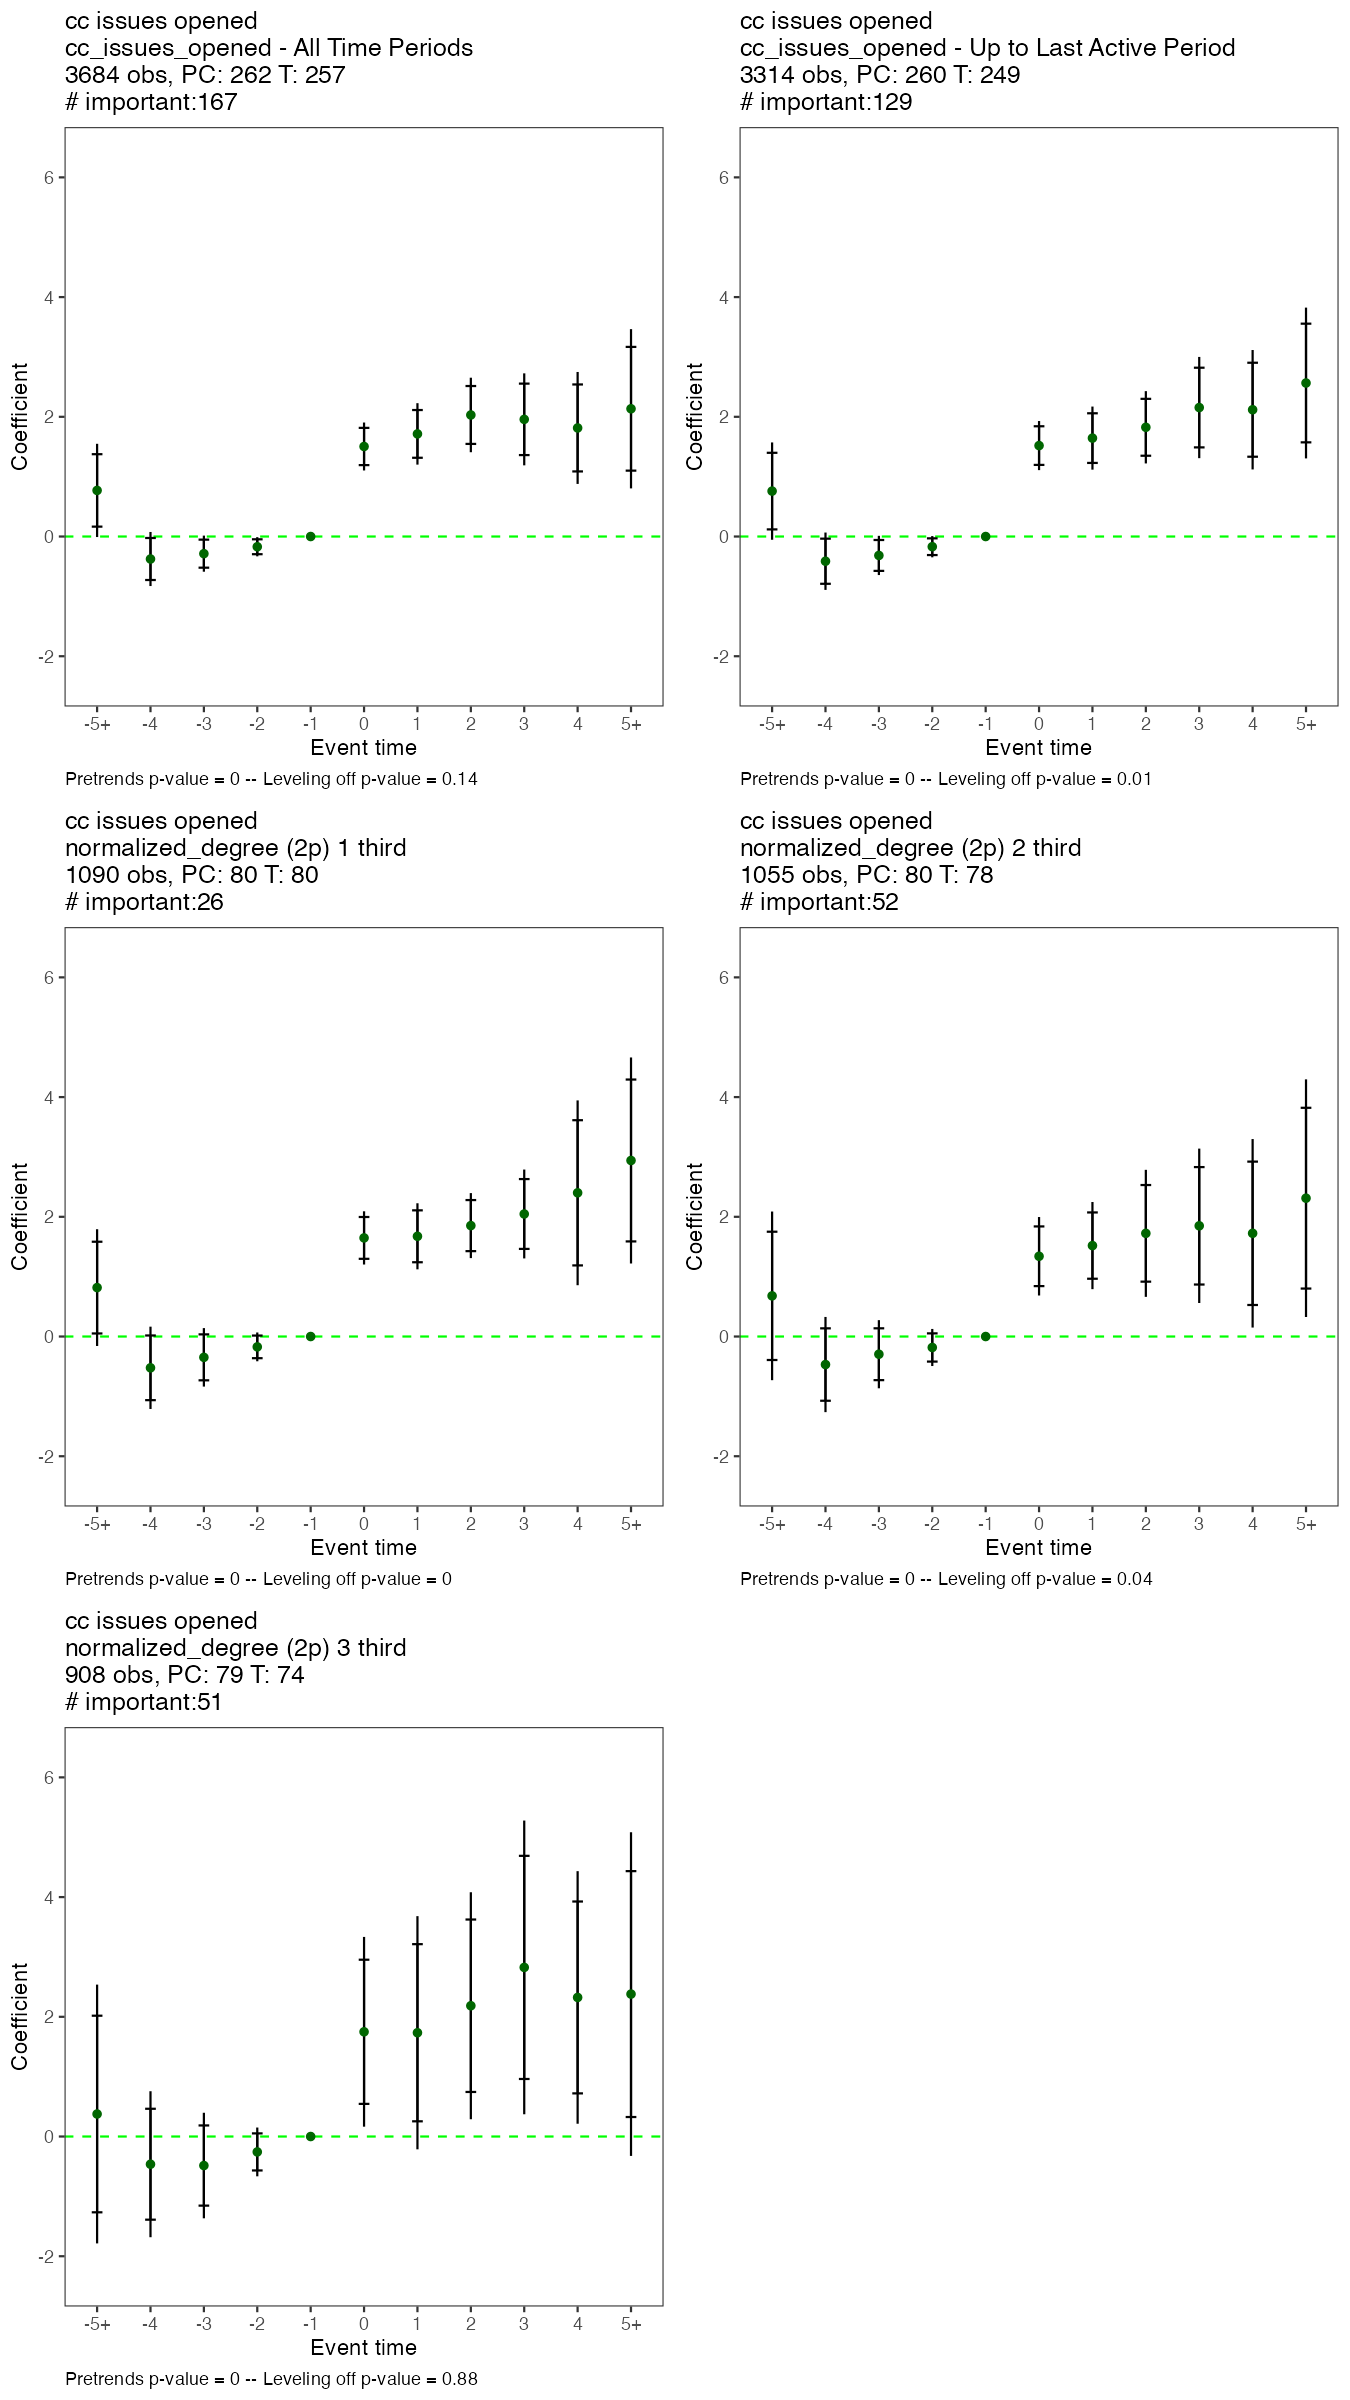 cc issues opened
cc_issues_opened - All Time Periods
3684 obs, PC: 262 T: 257
# important:167
6
4
2
0
-2
Coefficient
-5+ -4 -3 -2 -1 0 1 2 3 4 5+
Event time
Pretrends p-value = 0 -- Leveling off p-value = 0.14
cc issues opened
cc_issues_opened - Up to Last Active Period
3314 obs, PC: 260 T: 249
# important:129
6
4
2
0
-2
Coefficient
-5+ -4 -3 -2 -1 0 1 2 3 4 5+
Event time
Pretrends p-value = 0 -- Leveling off p-value = 0.01
cc issues opened
normalized_degree (2p) 1 third
1090 obs, PC: 80 T: 80
# important:26
6
4
2
0
-2
Coefficient
-5+ -4 -3 -2 -1 0 1 2 3 4 5+
Event time
Pretrends p-value = 0 -- Leveling off p-value = 0
cc issues opened
normalized_degree (2p) 2 third
1055 obs, PC: 80 T: 78
# important:52
6
4
2
0
-2
Coefficient
-5+ -4 -3 -2 -1 0 1 2 3 4 5+
Event time
Pretrends p-value = 0 -- Leveling off p-value = 0.04
cc issues opened
normalized_degree (2p) 3 third
908 obs, PC: 79 T: 74
# important:51
6
4
2
0
-2
Coefficient
-5+ -4 -3 -2 -1 0 1 2 3 4 5+
Event time
Pretrends p-value = 0 -- Leveling off p-value = 0.88